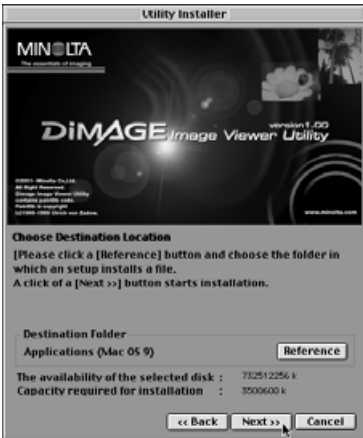 Utility Installer
MINOLTA
The essentials of imaging
DiMAGE Image Viewer Utility
version1.00
©2001- Minolta Co,Ltd.
All Right Reserved.
Dimage Image Viewer Utility
contains paintlib code.
Paintlib is copyright
(c)1996-1998 Ulrich von Zadow.
www.minolta.com
Choose Destination Location
[Please click a [Reference] button and choose the folder in
which an setup installs a file.
A click of a [Next >>] button starts installation.
Destination Folder
Applications (Mac OS 9)
Reference
The availability of the selected disk : 732512256 k
Capacity required for installation : 3500600 k
<< Back
Next >>
Cancel